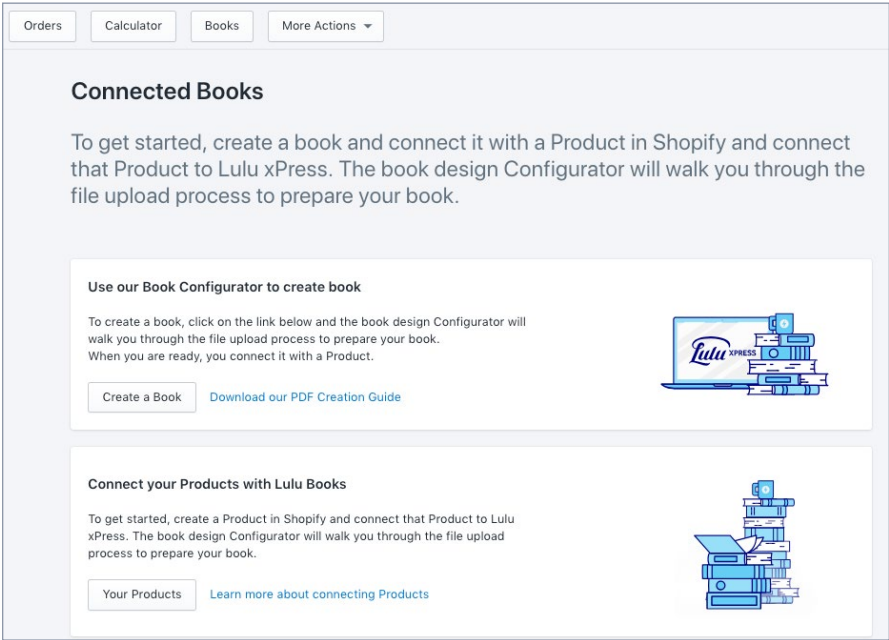 Orders
Calculator
Books
More Actions
Connected Books
To get started, create a book and connect it with a Product in Shopify and connect
that Product to Lulu xPress. The book design Configurator will walk you through the
file upload process to prepare your book.
Use our Book Configurator to create book
To create a book, click on the link below and the book design Configurator will
walk you through the file upload process to prepare your book.
When you are ready, you connect it with a Product.
Lulu XPRESS
Create a Book
Download our PDF Creation Guide
Connect your Products with Lulu Books
To get started, create a Product in Shopify and connect that Product to Lulu
xPress. The book design Configurator will walk you through the file upload
process to prepare your book.
Your Products
Learn more about connecting Products